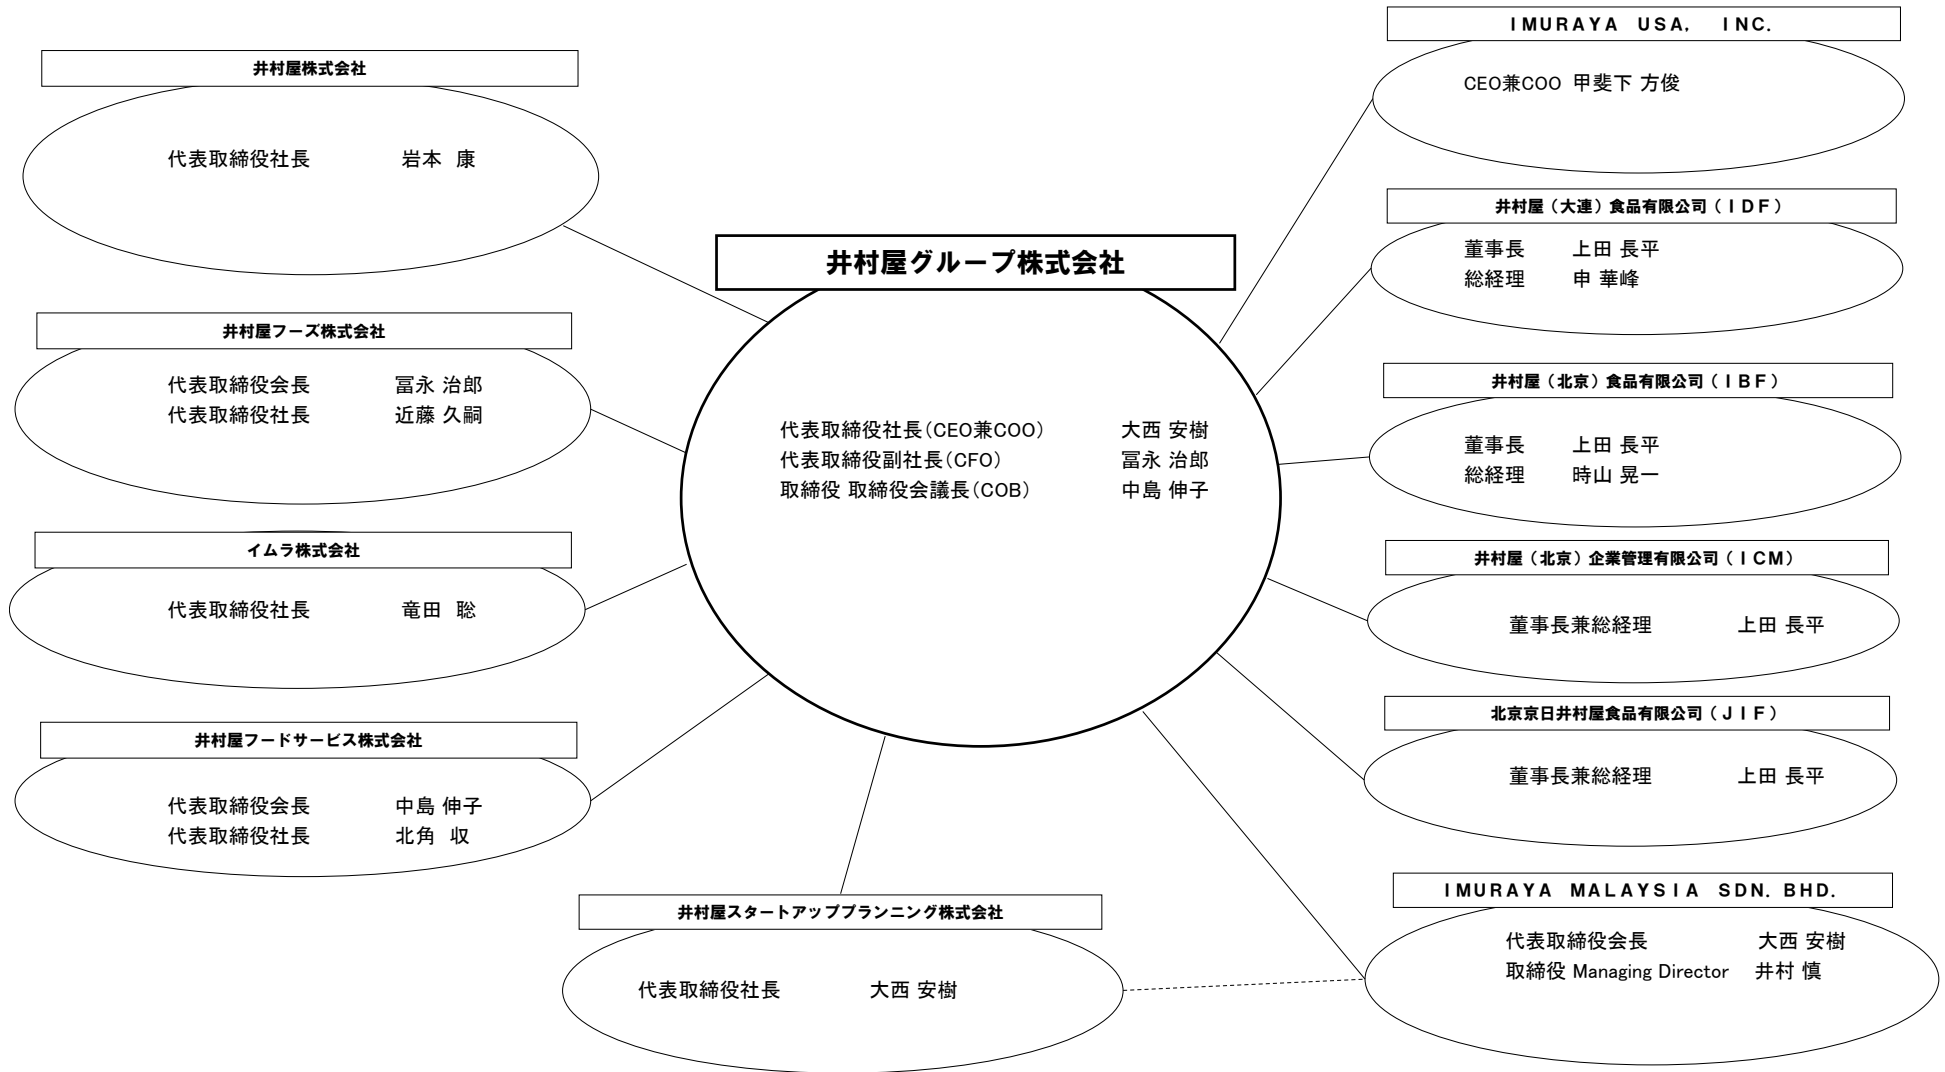 井村屋株式会社
代表取締役社長 岩本 康
井村屋フーズ株式会社
代表取締役会長 冨永 治郎
代表取締役社長 近藤 久嗣
イムラ株式会社
代表取締役社長 竜田 聡
井村屋フードサービス株式会社
代表取締役会長 中島 伸子
代表取締役社長 北角 収
井村屋グループ株式会社
代表取締役社長(CEO兼COO) 大西 安樹
代表取締役副社長(CFO) 冨永 治郎
取締役 取締役会議長(COB) 中島 伸子
井村屋スタートアッププランニング株式会社
代表取締役社長 大西 安樹
IMURAYA USA, INC.
CEO兼COO 甲斐下 方俊
井村屋(大連)食品有限公司(IDF)
董事長 上田 長平
総経理 申 華峰
井村屋(北京)食品有限公司(IBF)
董事長 上田 長平
総経理 時山 晃一
井村屋(北京)企業管理有限公司(ICM)
董事長兼総経理 上田 長平
北京京日井村屋食品有限公司(JIF)
董事長兼総経理 上田 長平
IMURAYA MALAYSIA SDN. BHD.
代表取締役会長 大西 安樹
取締役 Managing Director 井村 慎